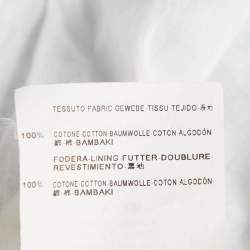 TESSUTO·FABRIC·GEWEBE·TISSU·TEJIDO·表地
100% COTONE·COTTON·BAUMWOLLE·COTON·ALGODÓN
綿·棉·BAMBAKI
FODERA·LINING·FUTTER·DOUBLURE
REVESTIMIENTO·裏地
100% COTONE·COTTON·BAUMWOLLE·COTON·ALGODÓN
綿·棉·BAMBAKI